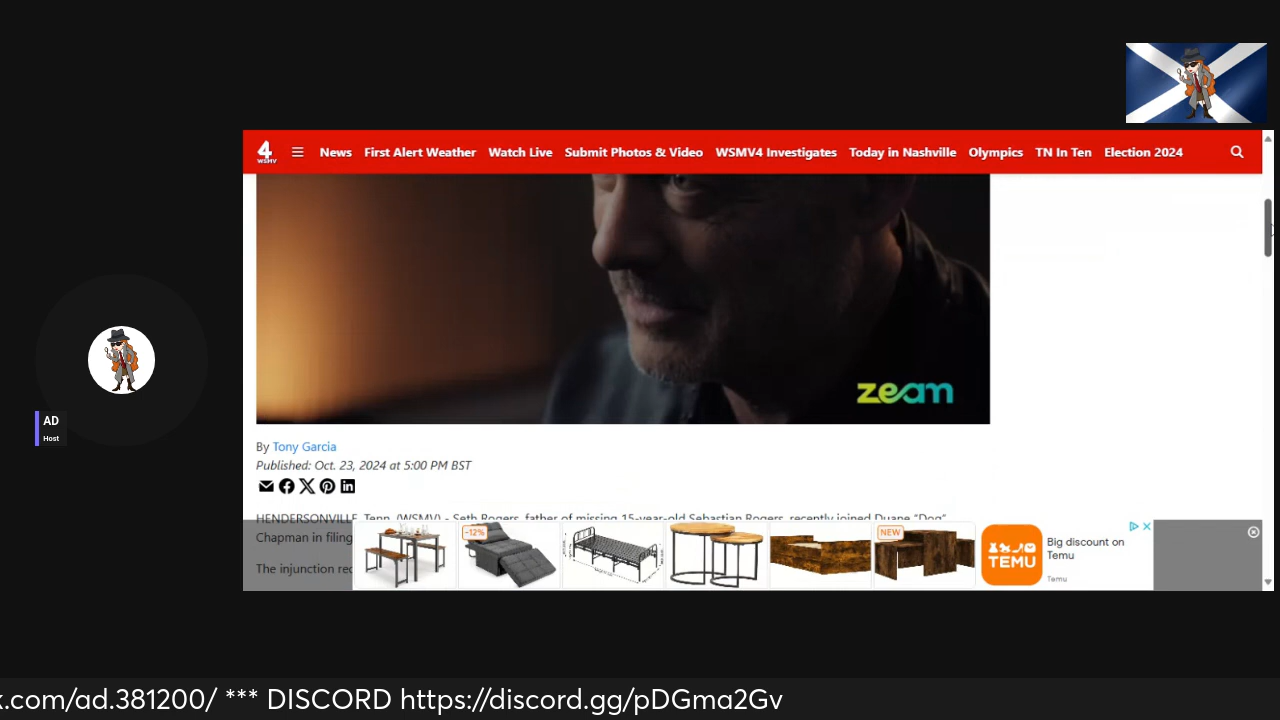 4
WSMV
News First Alert Weather Watch Live Submit Photos & Video WSMV4 Investigates Today in Nashville Olympics TN In Ten Election 2024
zeam
By Tony Garcia
Published: Oct. 23, 2024 at 5:00 PM BST
HENDERSONVILLE, Tenn. (WSMV) - Seth Rogers, father of missing 15-year-old Sebastian Rogers, recently joined Duane "Dog"
Chapman in filing
The injunction rec
-12%
NEW
TEMU
Big discount on
Temu
Temu
AD
Host
k.com/ad.381200/ *** DISCORD https://discord.gg/pDGma2Gv